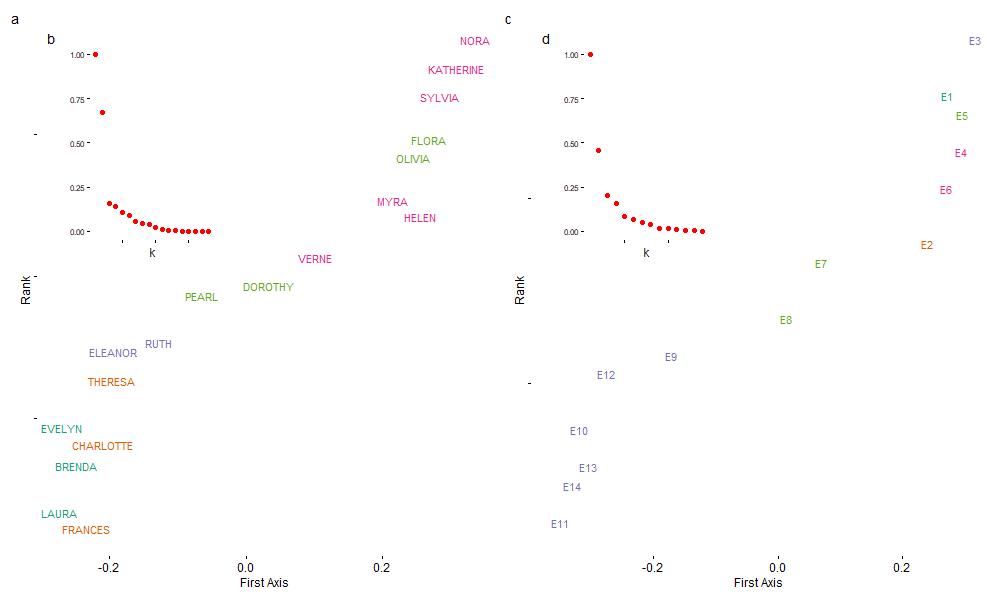 a
b
NORA
1.00
KATHERINE
SYLVIA
0.75
FLORA
0.50
OLIVIA
0.25
MYRA
HELEN
0.00
k
VERNE
DOROTHY
PEARL
Rank
RUTH
ELEANOR
THERESA
EVELYN
CHARLOTTE
BRENDA
LAURA
FRANCES
-0.2 0.0 0.2
First Axis
c
d
E3
1.00
E1
0.75
E5
0.50
E4
0.25
E6
0.00
E2
k
E7
Rank
E8
E9
E12
E10
E13
E14
E11
-0.2 0.0 0.2
First Axis